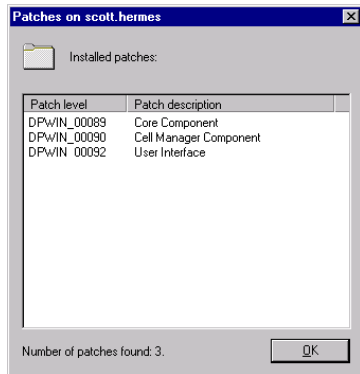 Patches on scott.hermes
Installed patches:
Patch level Patch description
DPWIN_00089 Core Component
DPWIN_00090 Cell Manager Component
DPWIN_00092 User Interface
Number of patches found: 3.
OK